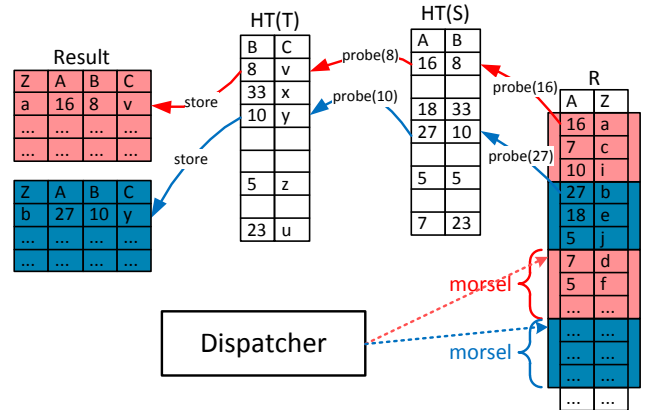 Result
Z A B C
a 16 8 v
... ... ... ...
... ... ... ...
Z A B C
b 27 10 y
... ... ... ...
... ... ... ...
store
store
HT(T)
B C
8 v
33 x
10 y
5 z
23 u
probe(8)
probe(10)
HT(S)
A B
16 8
18 33
27 10
5 5
7 23
probe(16)
probe(27)
R
A Z
16 a
7 c
10 i
27 b
18 e
5 j
7 d
5 f
... ...
... ...
... ...
... ...
... ...
morsel
morsel
Dispatcher